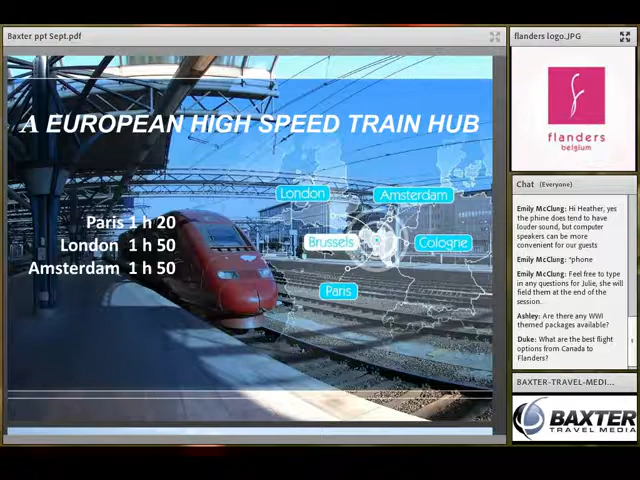 Baxter ppt Sept.pdf
A EUROPEAN HIGH SPEED TRAIN HUB
Paris 1 h 20
London 1 h 50
Amsterdam 1 h 50
London
Amsterdam
Brussels
Cologne
Paris
flanders logo.JPG
flanders
belgium
Chat (Everyone)
Emily McClung: Hi Heather, yes
the phine does tend to have
louder sound, but computer
speakers can be more
convenient for our guests
Emily McClung: *phone
Emily McClung: Feel free to type
in any questions for Julie, she will
field them at the end of the
session.
Ashley: Are there any WWI
themed packages available?
Duke: What are the best flight
options from Canada to
Flanders?
BAXTER-TRAVEL-MEDI...
BAXTER
TRAVEL MEDIA